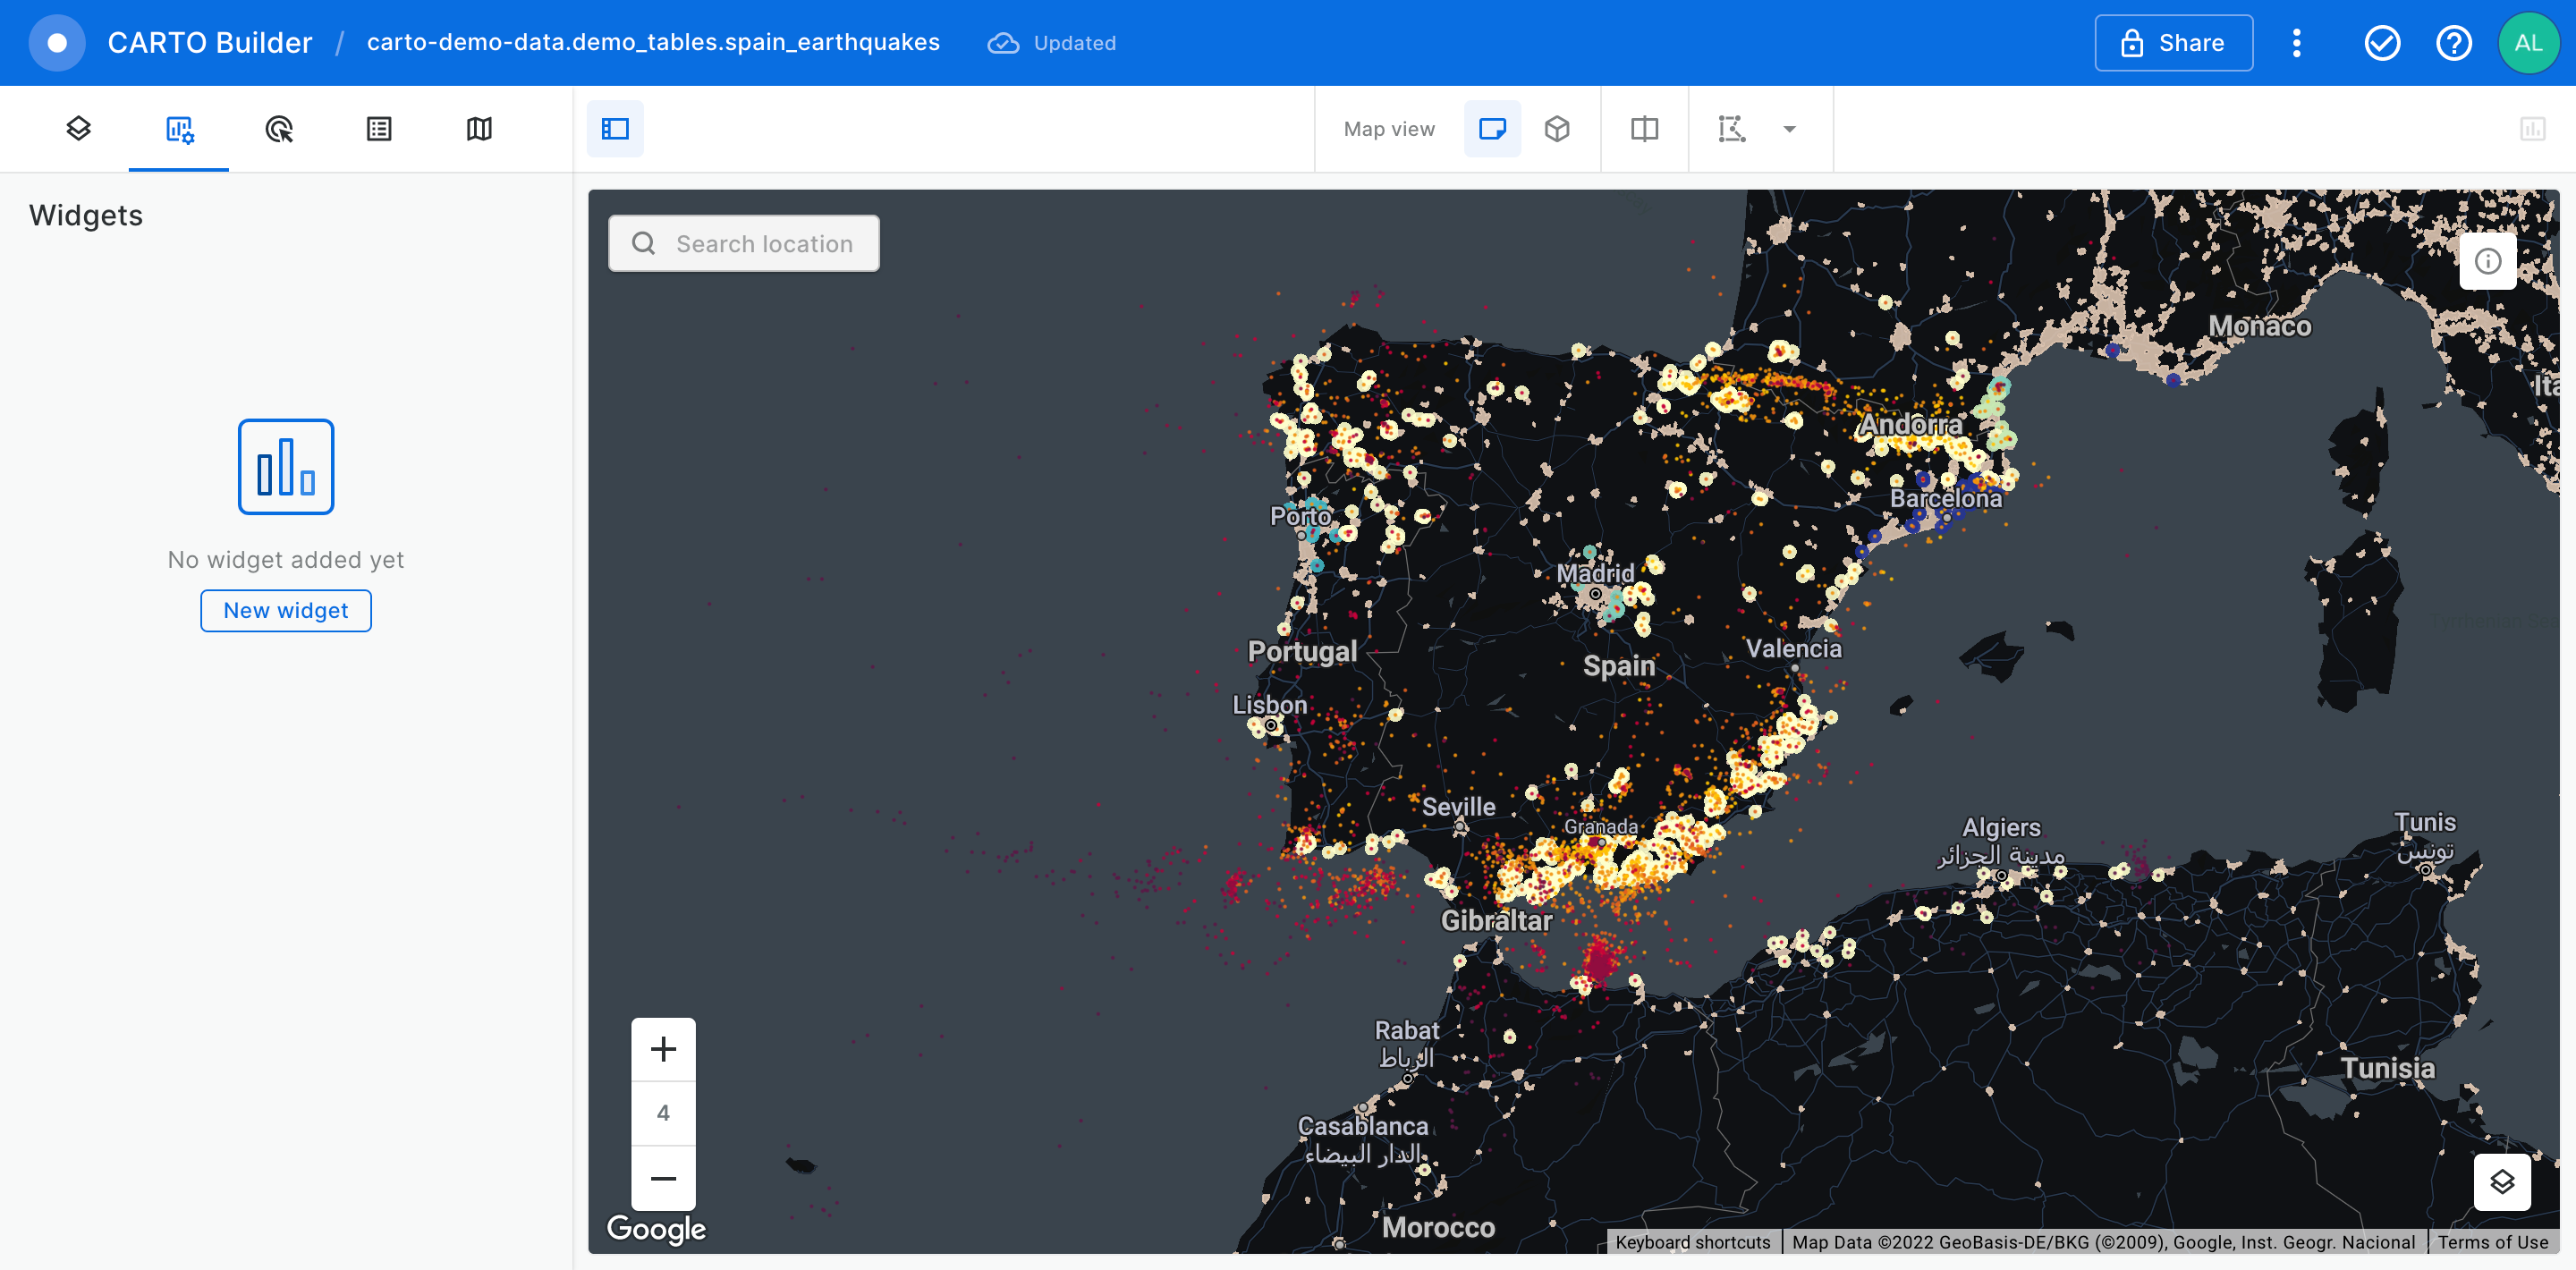 CARTO Builder / carto-demo-data.demo_tables.spain_earthquakes Updated
Share
AL
Map view
Widgets
Search location
Monaco
Ita
Andorra
Barcelona
Porto
Madrid
Portugal
Spain
Valencia
Lisbon
Seville
Granada
Algiers
مدينة الجزائر
Tunis
تونس
Gibraltar
Rabat
الرباط
Casablanca
الدار البيضاء
Tunisia
Morocco
No widget added yet
New widget
4
Google
Keyboard shortcuts
Map Data ©2022 GeoBasis-DE/BKG (©2009), Google, Inst. Geogr. Nacional
Terms of Use